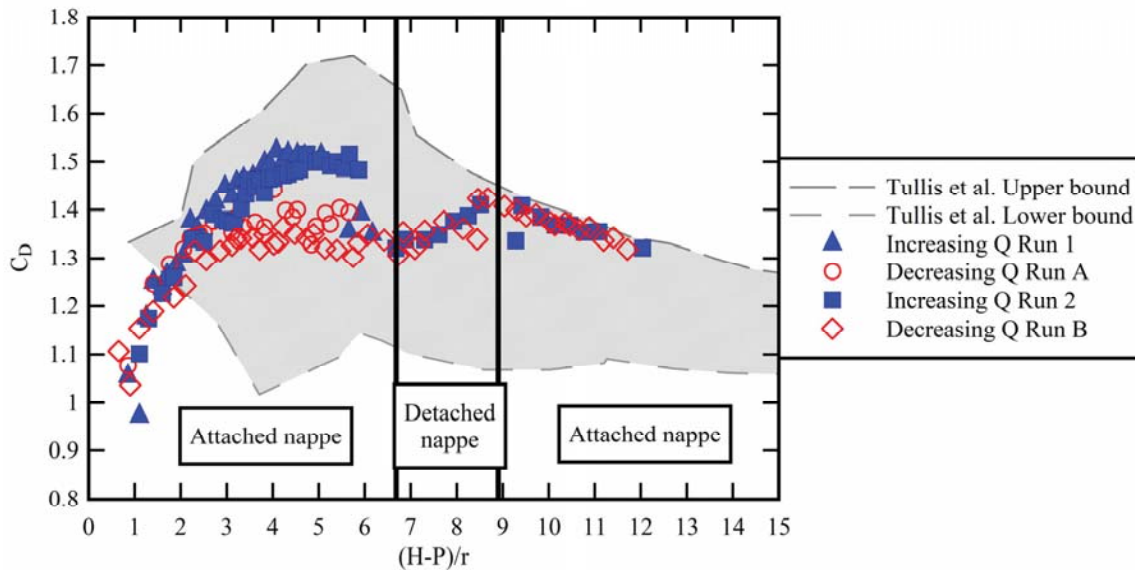 1.8
1.7
1.6
1.5
1.4
1.3
1.2
1.1
1
0.9
0.8
C_D
0 1 2 3 4 5 6 7 8 9 10 11 12 13 14 15
(H-P)/r
Attached nappe
Detached
nappe
Attached nappe
Tullis et al. Upper bound
Tullis et al. Lower bound
Increasing Q Run 1
Decreasing Q Run A
Increasing Q Run 2
Decreasing Q Run B